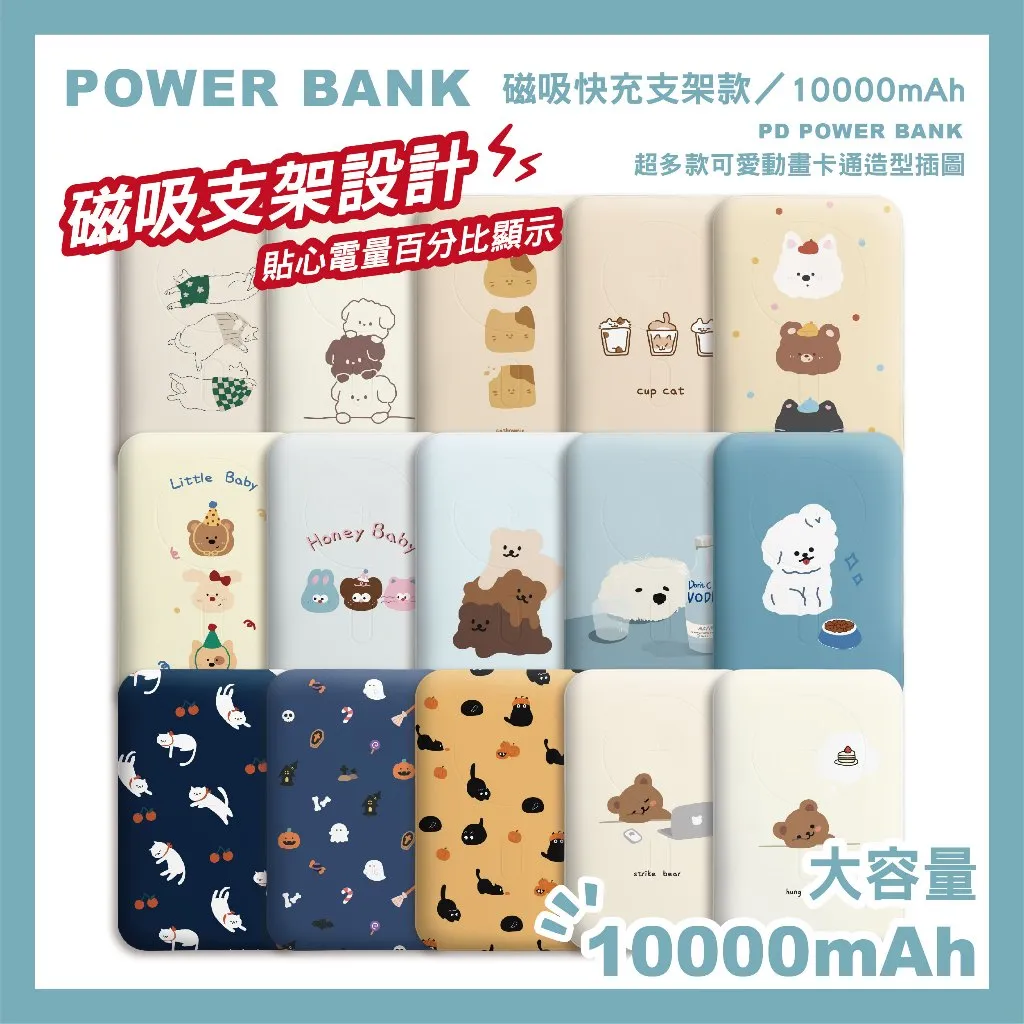 POWER BANK 磁吸快充支架款／10000mAh
PD POWER BANK
超多款可愛動畫卡通造型插圖
磁吸支架設計
貼心電量百分比顯示
cup cat
Little Baby
Honey Baby
VOD
strike bear
hung
大容量
10000mAh